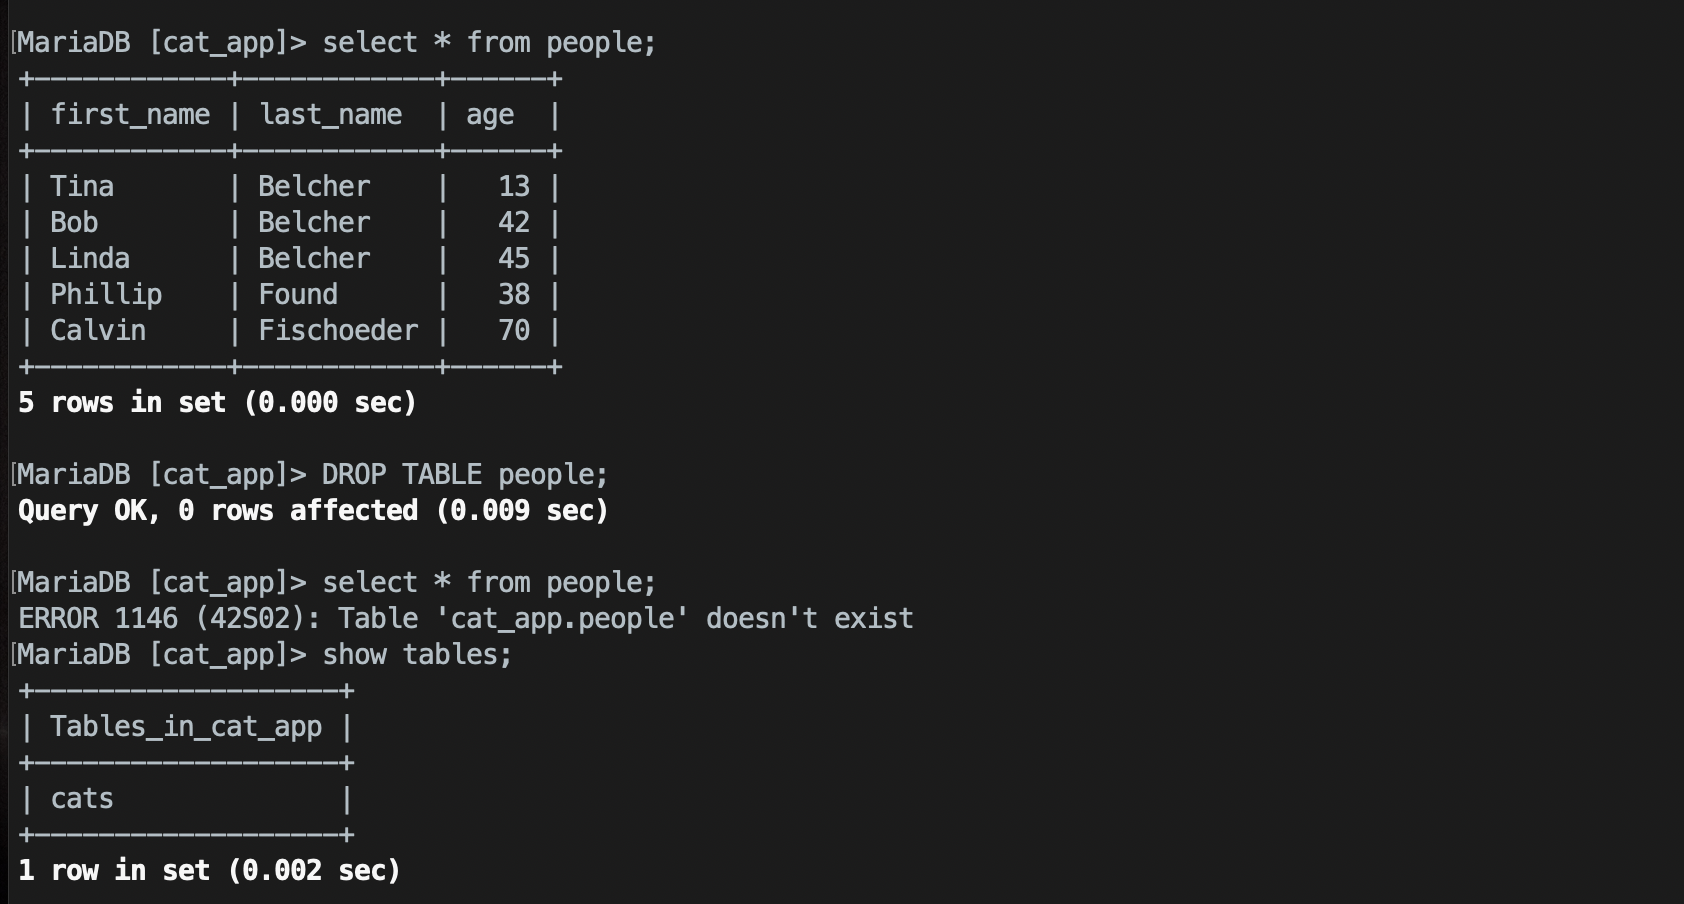 [MariaDB [cat_app]> select * from people;
+------------+------------+------+
| first_name | last_name  | age  |
+------------+------------+------+
| Tina       | Belcher    |   13 |
| Bob        | Belcher    |   42 |
| Linda      | Belcher    |   45 |
| Phillip    | Found      |   38 |
| Calvin     | Fischoeder |   70 |
+------------+------------+------+
5 rows in set (0.000 sec)
[MariaDB [cat_app]> DROP TABLE people;
Query OK, 0 rows affected (0.009 sec)
[MariaDB [cat_app]> select * from people;
ERROR 1146 (42S02): Table 'cat_app.people' doesn't exist
[MariaDB [cat_app]> show tables;
+-------------------+
| Tables_in_cat_app |
+-------------------+
| cats              |
+-------------------+
1 row in set (0.002 sec)